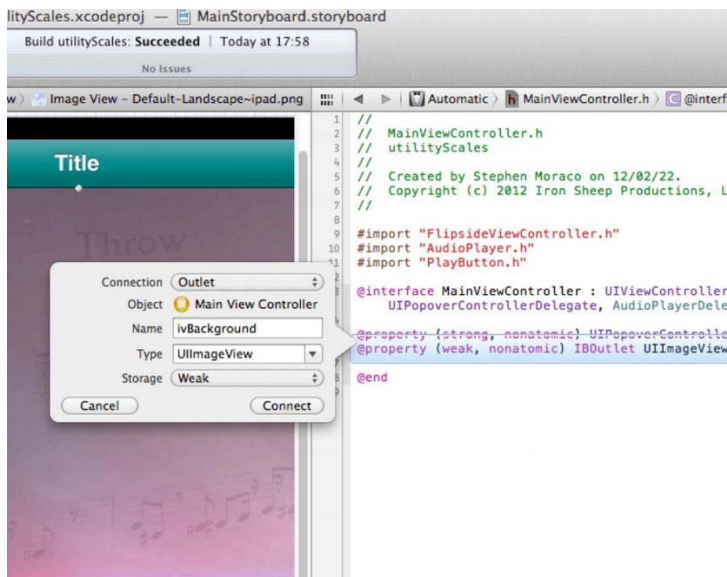 lityScales.xcodeproj — MainStoryboard.storyboard
Build utilityScales: Succeeded | Today at 17:58
No Issues
w Image View – Default-Landscape~ipad.png
Automatic MainViewController.h @interf
Title
Throw
1 //
2 // MainViewController.h
3 // utilityScales
4 //
5 // Created by Stephen Moraco on 12/02/22.
6 // Copyright (c) 2012 Iron Sheep Productions, L
7 //
8
9 #import "FlipsideViewController.h"
10 #import "AudioPlayer.h"
11 #import "PlayButton.h"
@interface MainViewController : UIViewController
UIPopoverControllerDelegate, AudioPlayerDele
@property (strong, nonatomic) UIPopoverControlle
@property (weak, nonatomic) IBOutlet UIImageView
@end
Connection Outlet
Object Main View Controller
Name ivBackground
Type UIImageView
Storage Weak
Cancel Connect